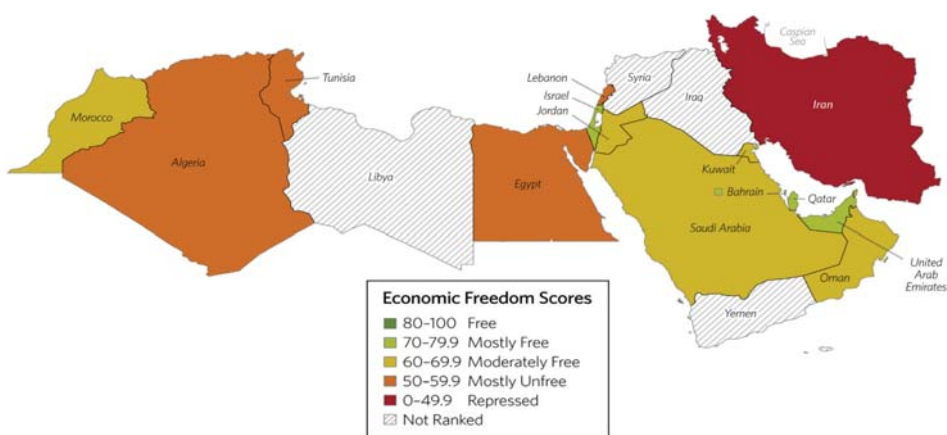 Caspian
Sea
Tunisia
Lebanon
Syria
Israel
Iraq
Iran
Jordan
Morocco
Algeria
Libya
Egypt
Kuwait
Bahrain
Qatar
Saudi Arabia
United
Arab
Emirates
Oman
Yemen
Economic Freedom Scores
80–100 Free
70–79.9 Mostly Free
60–69.9 Moderately Free
50–59.9 Mostly Unfree
0–49.9 Repressed
Not Ranked